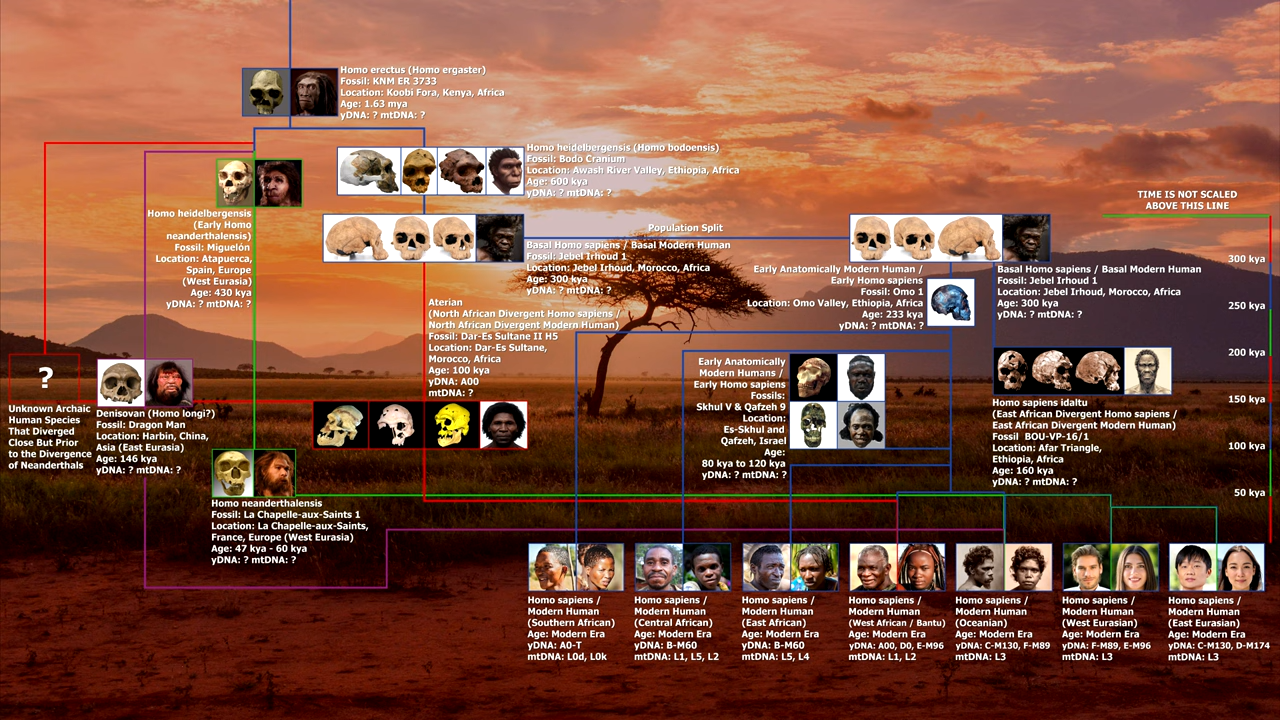 Homo erectus (Homo ergaster)
Fossil: KNM ER 3733
Location: Koobi Fora, Kenya, Africa
Age: 1.63 mya
yDNA: ? mtDNA: ?
Homo heidelbergensis (Homo bodoensis)
Fossil: Bodo Cranium
Location: Awash River Valley, Ethiopia, Africa
Age: 600 kya
yDNA: ? mtDNA: ?
TIME IS NOT SCALED
ABOVE THIS LINE
Homo heidelbergensis
(Early Homo
neanderthalensis)
Fossil: Miguelón
Location: Atapuerca,
Spain, Europe
(West Eurasia)
Age: 430 kya
yDNA: ? mtDNA: ?
Population Split
Basal Homo sapiens / Basal Modern Human
Fossil: Jebel Irhoud 1
Location: Jebel Irhoud, Morocco, Africa
Age: 300 kya
yDNA: ? mtDNA: ?
Early Anatomically Modern Human /
Early Homo sapiens
Fossil: Omo 1
Location: Omo Valley, Ethiopia, Africa
Age: 233 kya
yDNA: ? mtDNA: ?
Basal Homo sapiens / Basal Modern Human
Fossil: Jebel Irhoud 1
Location: Jebel Irhoud, Morocco, Africa
Age: 300 kya
yDNA: ? mtDNA: ?
300 kya
250 kya
200 kya
150 kya
100 kya
50 kya
Aterian
(North African Divergent Homo sapiens /
North African Divergent Modern Human)
Fossil: Dar-Es Sultane II H5
Location: Dar-Es Sultane,
Morocco, Africa
Age: 100 kya
yDNA: A00
mtDNA: ?
Early Anatomically
Modern Humans /
Early Homo sapiens
Fossils:
Skhul V & Qafzeh 9
Location:
Es-Skhul and
Qafzeh, Israel
Age:
80 kya to 120 kya
yDNA: ? mtDNA: ?
Homo sapiens idaltu
(East African Divergent Homo sapiens /
East African Divergent Modern Human)
Fossil BOU-VP-16/1
Location: Afar Triangle,
Ethiopia, Africa
Age: 160 kya
yDNA: ? mtDNA: ?
?
Unknown Archaic
Human Species
That Diverged
Close But Prior
to the Divergence
of Neanderthals
Denisovan (Homo longi?)
Fossil: Dragon Man
Location: Harbin, China,
Asia (East Eurasia)
Age: 146 kya
yDNA: ? mtDNA: ?
Homo neanderthalensis
Fossil: La Chapelle-aux-Saints 1
Location: La Chapelle-aux-Saints,
France, Europe (West Eurasia)
Age: 47 kya - 60 kya
yDNA: ? mtDNA: ?
Homo sapiens /
Modern Human
(Southern African)
Age: Modern Era
yDNA: A0-T
mtDNA: L0d, L0k
Homo sapiens /
Modern Human
(Central African)
Age: Modern Era
yDNA: B-M60
mtDNA: L1, L5, L2
Homo sapiens /
Modern Human
(East African)
Age: Modern Era
yDNA: B-M60
mtDNA: L5, L4
Homo sapiens /
Modern Human
(West African / Bantu)
Age: Modern Era
yDNA: A00, D0, E-M96
mtDNA: L1, L2
Homo sapiens /
Modern Human
(Oceanian)
Age: Modern Era
yDNA: C-M130, F-M89
mtDNA: L3
Homo sapiens /
Modern Human
(West Eurasian)
Age: Modern Era
yDNA: F-M89, E-M96
mtDNA: L3
Homo sapiens /
Modern Human
(East Eurasian)
Age: Modern Era
yDNA: C-M130, D-M174
mtDNA: L3